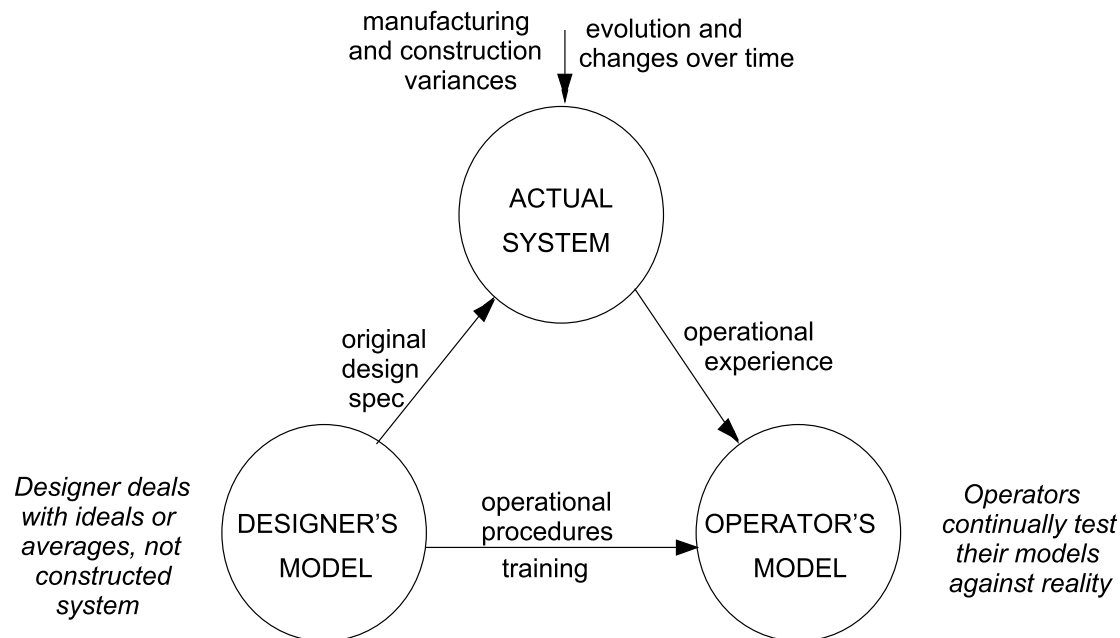 manufacturing
and construction
variances
evolution and
changes over time
ACTUAL
SYSTEM
original
design
spec
operational
experience
Designer deals
with ideals or
averages, not
constructed
system
DESIGNER’S
MODEL
operational
procedures
training
OPERATOR’S
MODEL
Operators
continually test
their models
against reality